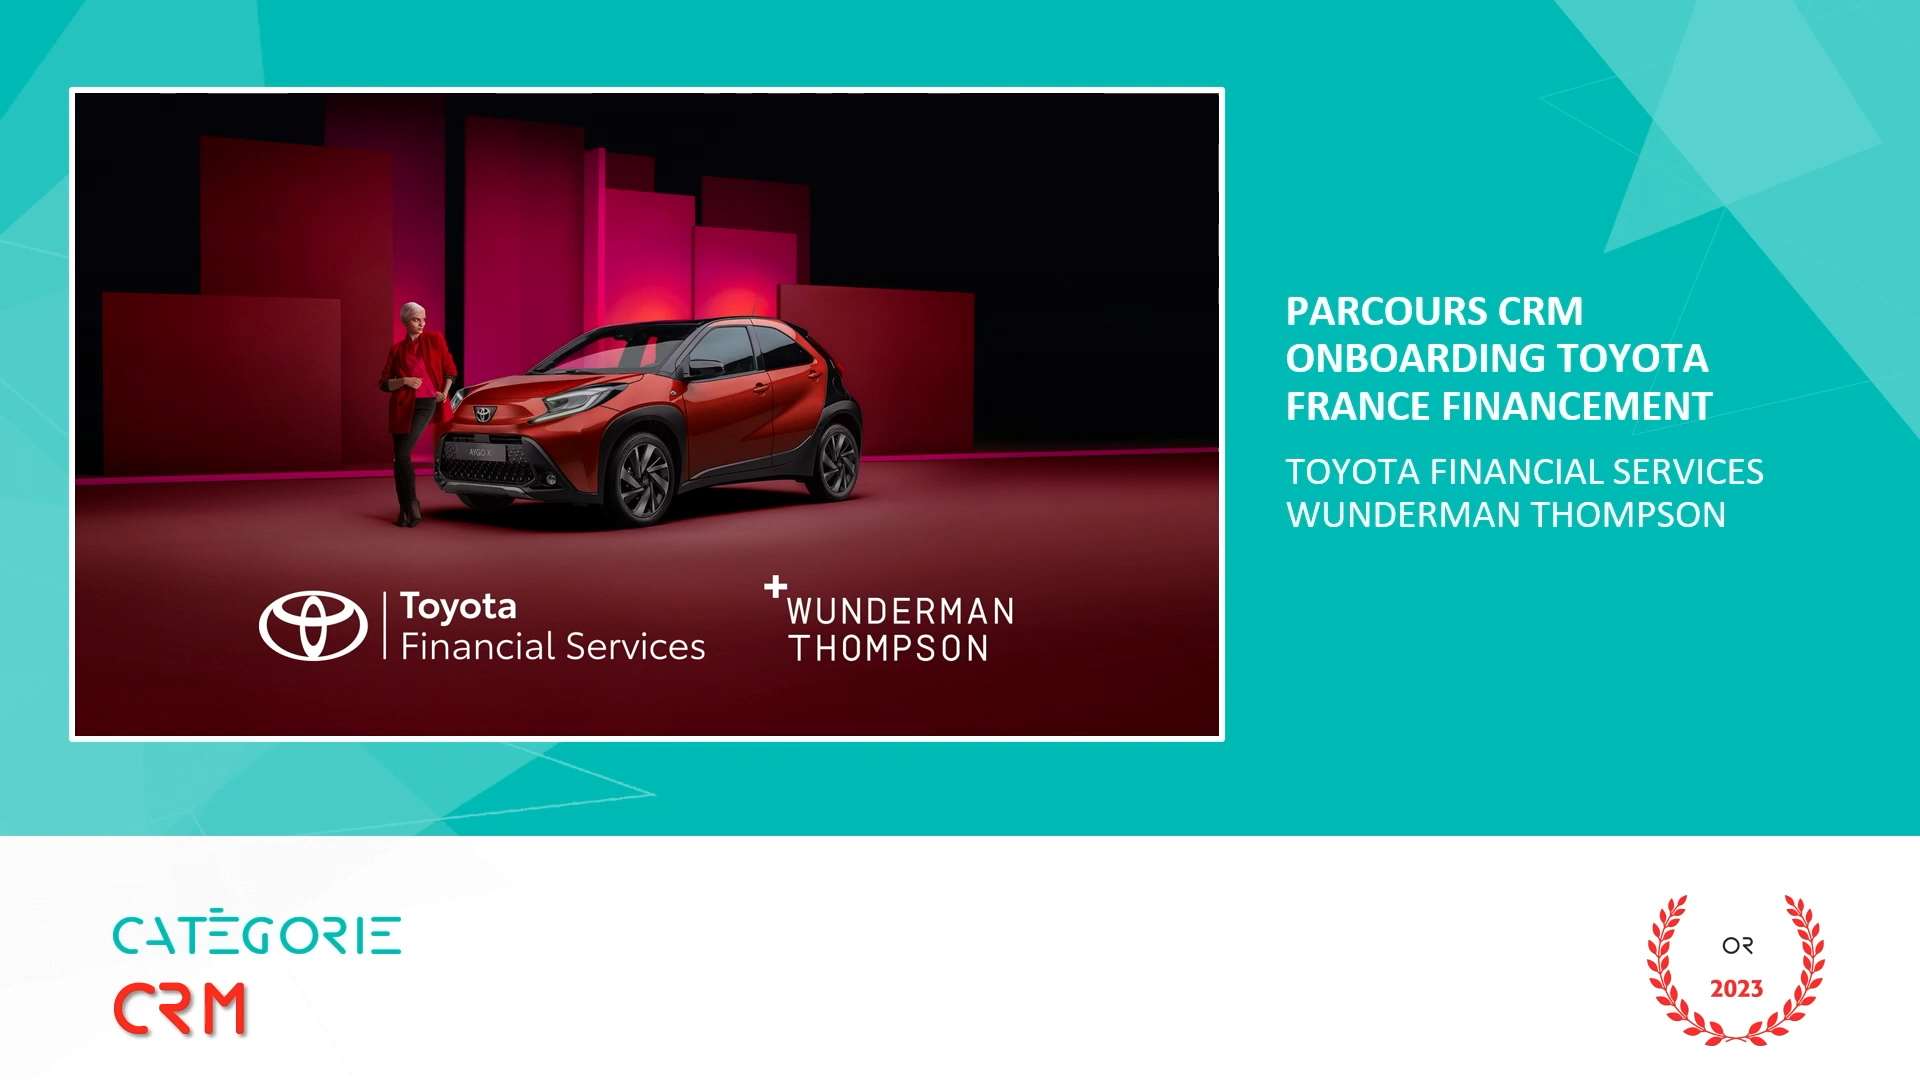 AYGO X
Toyota
Financial Services
WUNDERMAN
THOMPSON
PARCOURS CRM
ONBOARDING TOYOTA
FRANCE FINANCEMENT
TOYOTA FINANCIAL SERVICES
WUNDERMAN THOMPSON
CATÉGORIE
CRM
OR
2023